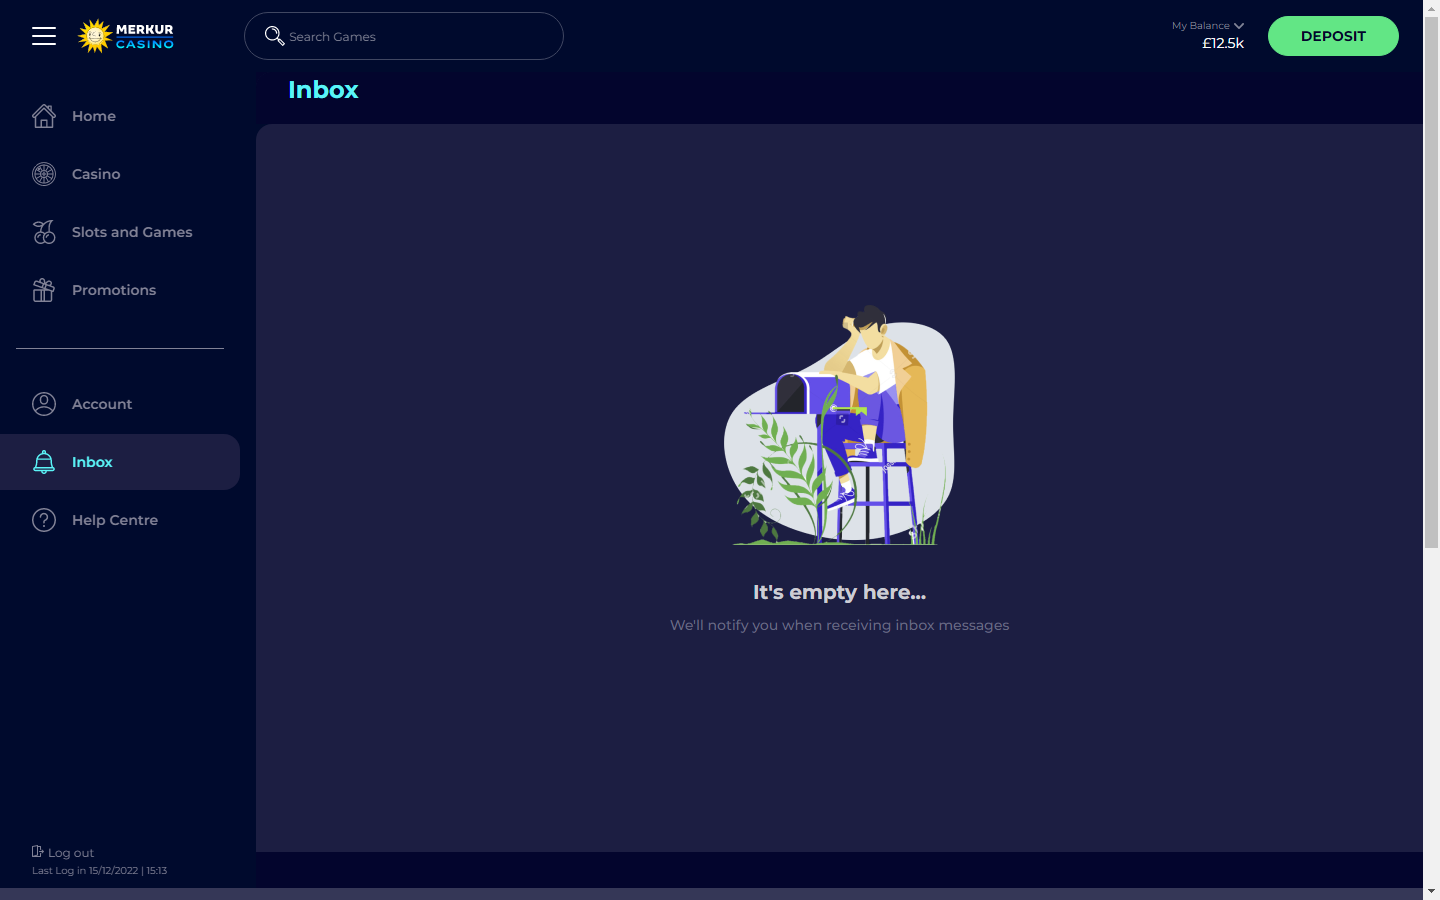 MERKUR
CASINO
Search Games
My Balance
£12.5k
DEPOSIT
Inbox
Home
Casino
Slots and Games
Promotions
Account
Inbox
Help Centre
It's empty here...
We'll notify you when receiving inbox messages
Log out
Last Log in 15/12/2022 | 15:13